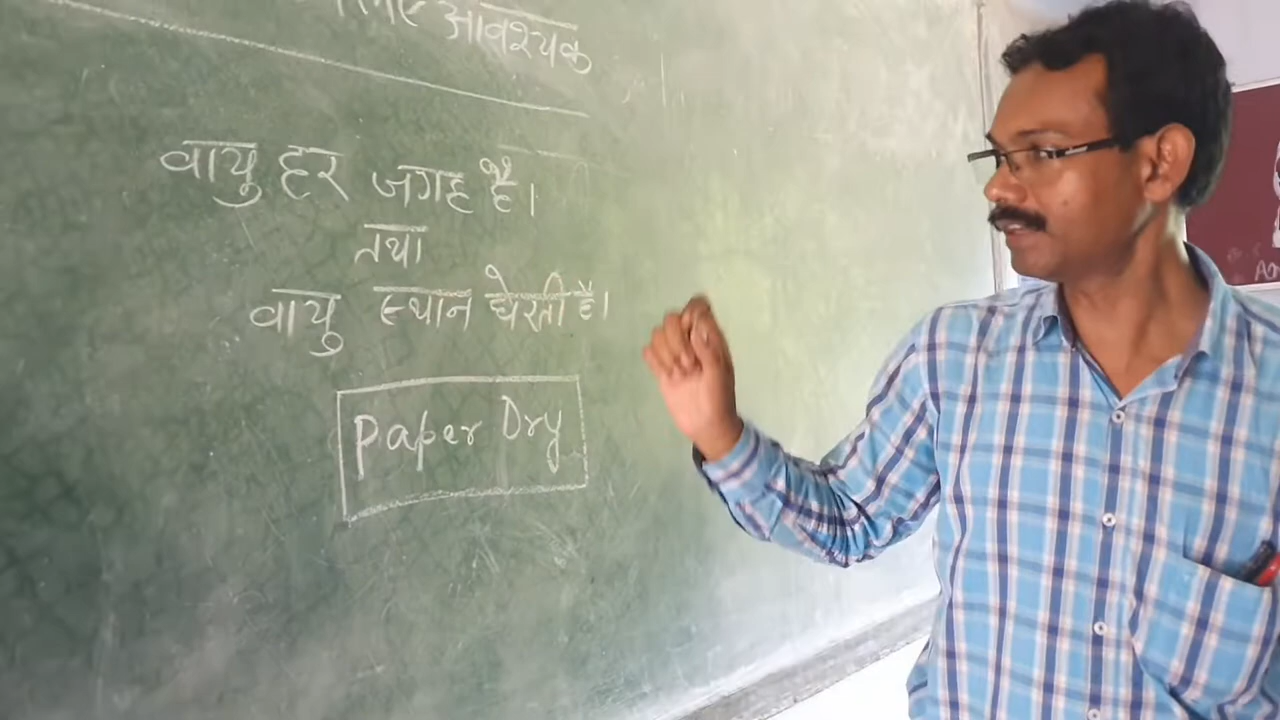 लिए आवश्यक
वायु हर जगह है।
तथा
वायु स्थान घेरती है।
Paper Dry